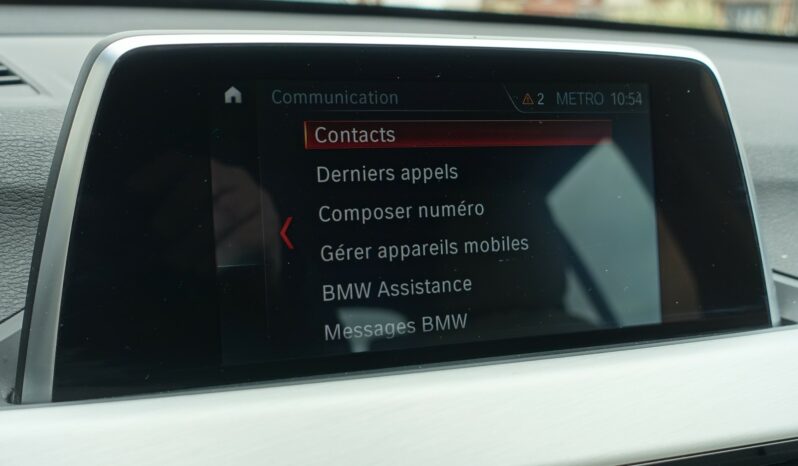 Communication
2 METRO 10:54
Contacts
Derniers appels
Composer numéro
Gérer appareils mobiles
BMW Assistance
Messages BMW